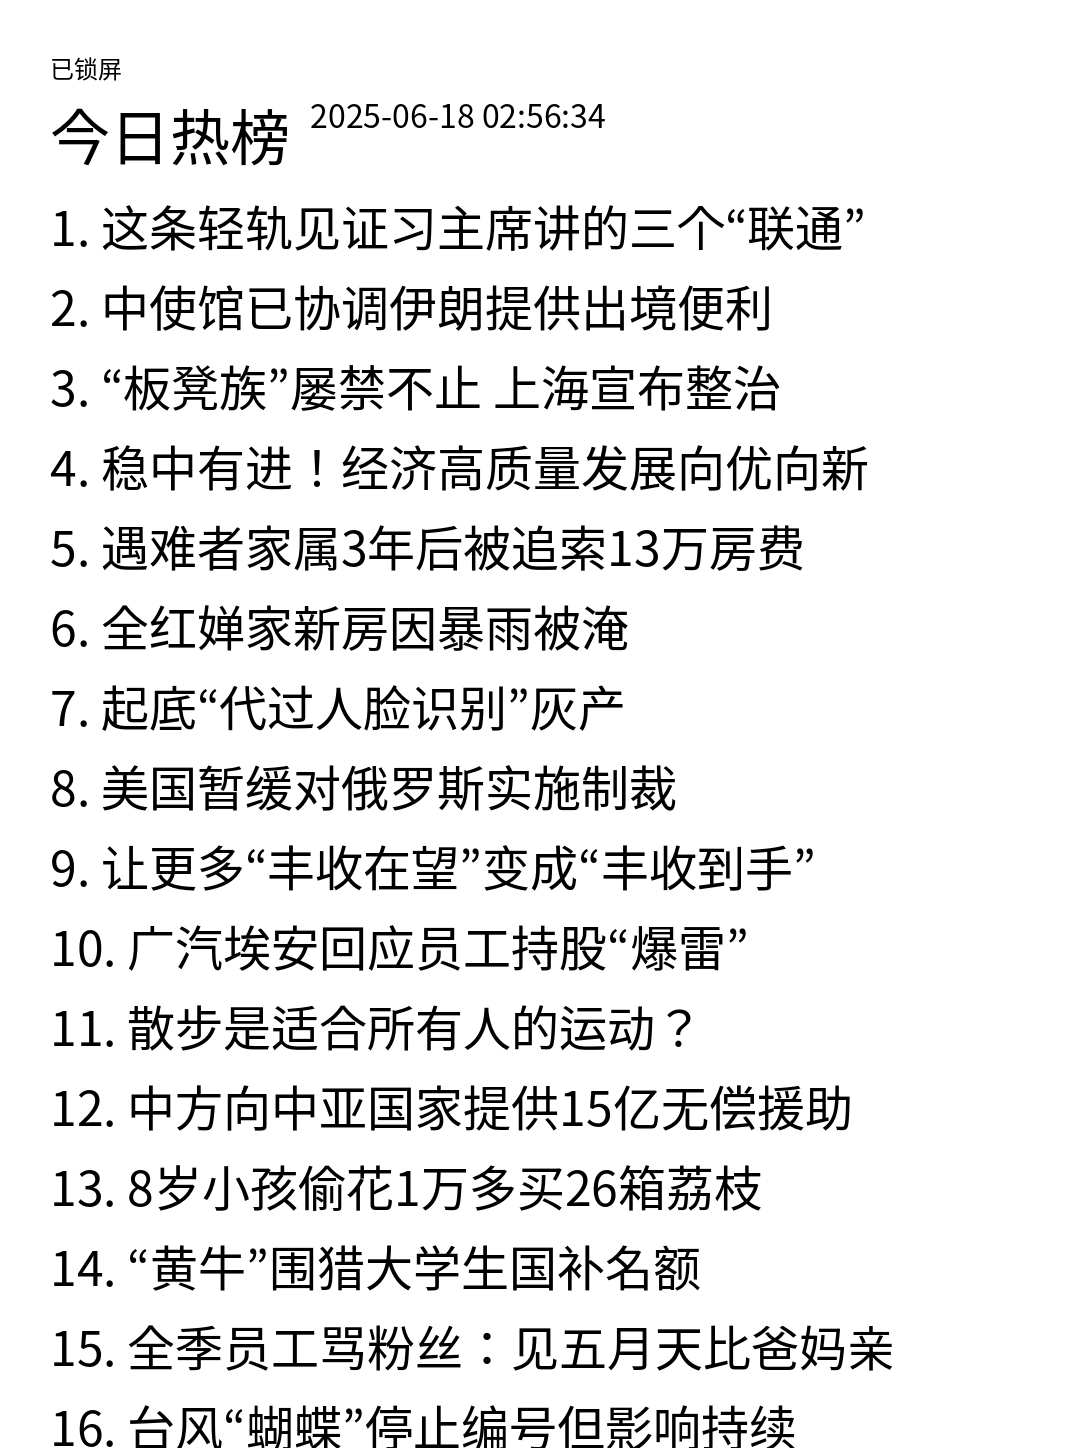 已锁屏
今日热榜 2025-06-18 02:56:34
1. 这条轻轨见证习主席讲的三个“联通”
2. 中使馆已协调伊朗提供出境便利
3. “板凳族”屡禁不止 上海宣布整治
4. 稳中有进！经济高质量发展向优向新
5. 遇难者家属3年后被追索13万房费
6. 全红婵家新房因暴雨被淹
7. 起底“代过人脸识别”灰产
8. 美国暂缓对俄罗斯实施制裁
9. 让更多“丰收在望”变成“丰收到手”
10. 广汽埃安回应员工持股“爆雷”
11. 散步是适合所有人的运动？
12. 中方向中亚国家提供15亿无偿援助
13. 8岁小孩偷花1万多买26箱荔枝
14. “黄牛”围猎大学生国补名额
15. 全季员工骂粉丝：见五月天比爸妈亲
16. 台风“蝴蝶”停止编号但影响持续